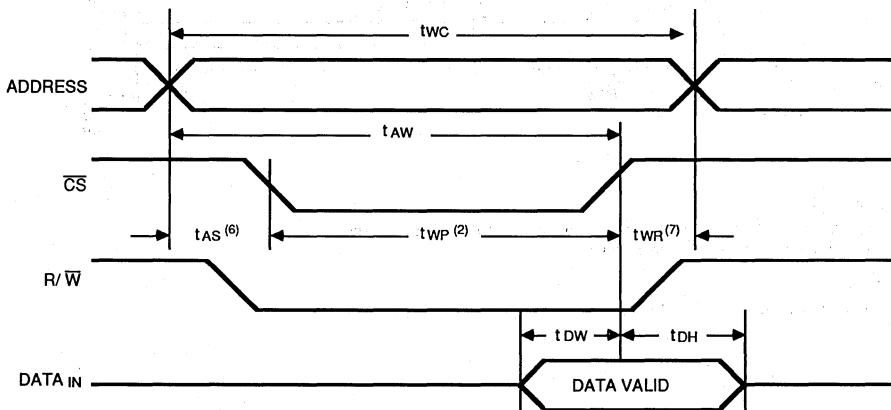 tWC
ADDRESS
tAW
CS
tAS (6) tWP (2) tWR (7)
R/W
tDW tDH
DATA IN DATA VALID